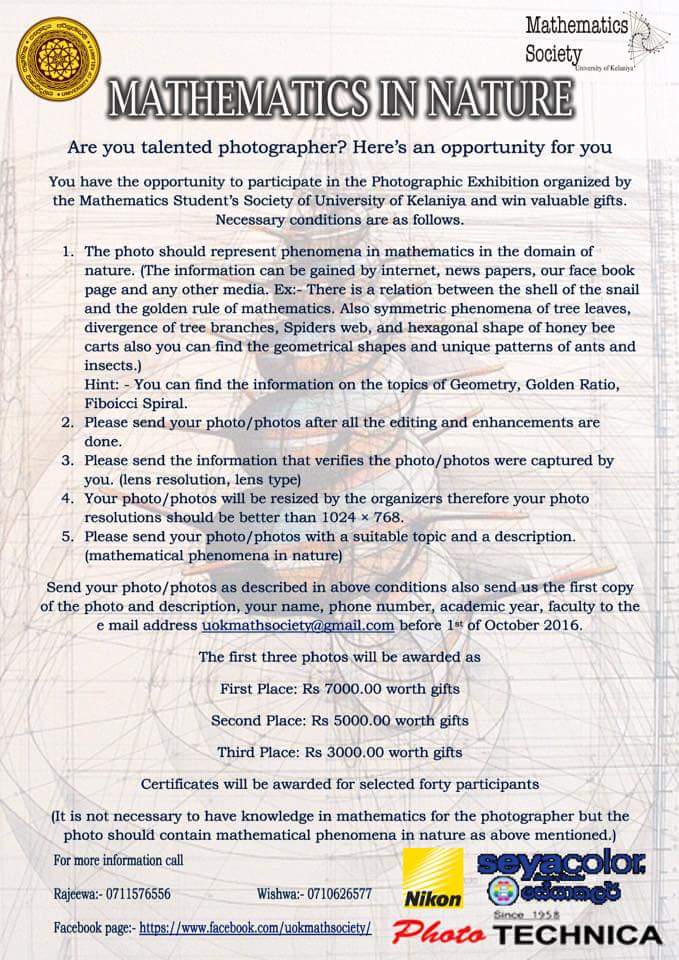 Mathematics
Society
University of Kelaniya
MATHEMATICS IN NATURE
Are you talented photographer? Here's an opportunity for you
You have the opportunity to participate in the Photographic Exhibition organized by
the Mathematics Student's Society of University of Kelaniya and win valuable gifts.
Necessary conditions are as follows.
1. The photo should represent phenomena in mathematics in the domain of
nature. (The information can be gained by internet, news papers, our face book
page and any other media. Ex:- There is a relation between the shell of the snail
and the golden rule of mathematics. Also symmetric phenomena of tree leaves,
divergence of tree branches, Spiders web, and hexagonal shape of honey bee
carts also you can find the geometrical shapes and unique patterns of ants and
insects.)
Hint: - You can find the information on the topics of Geometry, Golden Ratio,
Fiboicci Spiral.
2. Please send your photo/photos after all the editing and enhancements are
done.
3. Please send the information that verifies the photo/photos were captured by
you. (lens resolution, lens type)
4. Your photo/photos will be resized by the organizers therefore your photo
resolutions should be better than 1024 × 768.
5. Please send your photo/photos with a suitable topic and a description.
(mathematical phenomena in nature)
Send your photo/photos as described in above conditions also send us the first copy
of the photo and description, your name, phone number, academic year, faculty to the
e mail address uokmathsociety@gmail.com before 1st of October 2016.
The first three photos will be awarded as
First Place: Rs 7000.00 worth gifts
Second Place: Rs 5000.00 worth gifts
Third Place: Rs 3000.00 worth gifts
Certificates will be awarded for selected forty participants
(It is not necessary to have knowledge in mathematics for the photographer but the
photo should contain mathematical phenomena in nature as above mentioned.)
For more information call
Rajeewa:- 0711576556 Wishwa:- 0710626577
Facebook page:- https://www.facebook.com/uokmathsociety/
Nikon
seyacolor
සේයාකලර්
Since 1958
Photo TECHNICA